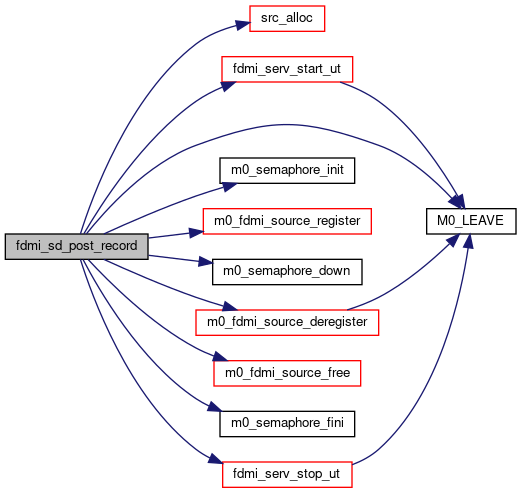 src_alloc
fdmi_serv_start_ut
m0_semaphore_init
m0_fdmi_source_register
M0_LEAVE
fdmi_sd_post_record
m0_semaphore_down
m0_fdmi_source_deregister
m0_fdmi_source_free
m0_semaphore_fini
fdmi_serv_stop_ut